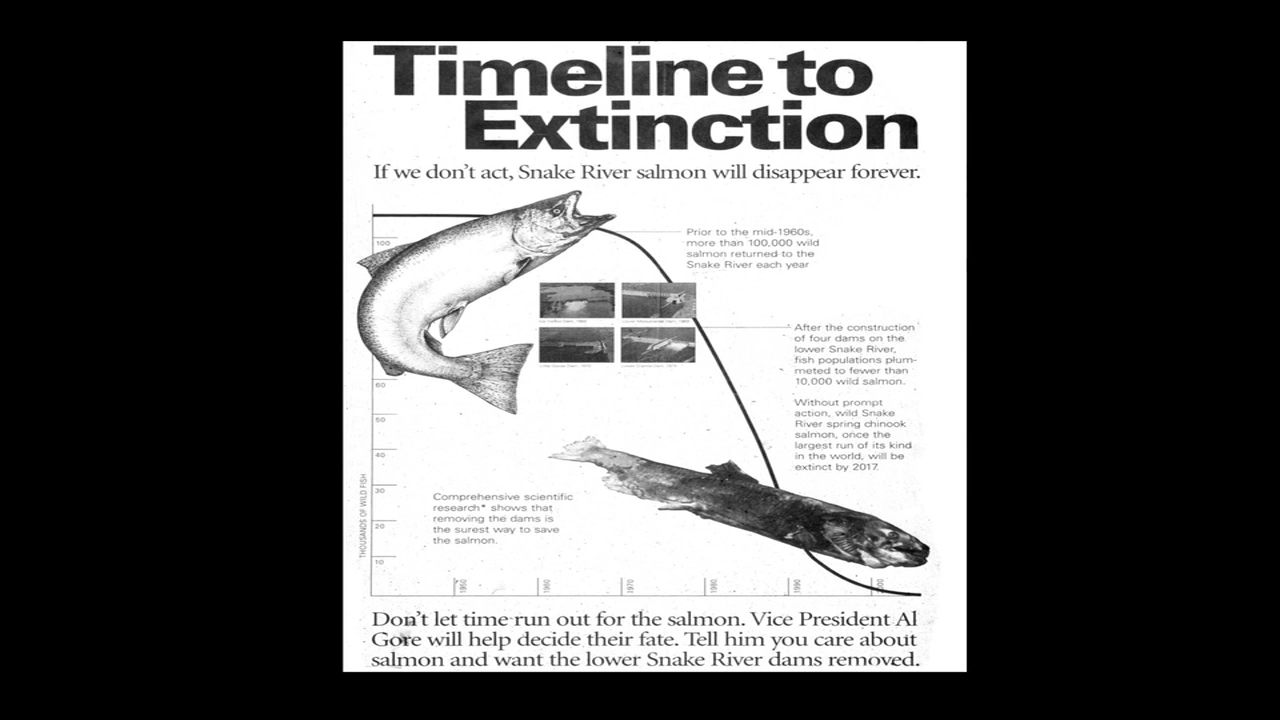 Timeline to
Extinction
If we don't act, Snake River salmon will disappear forever.
100
Prior to the mid-1960s,
more than 100,000 wild
salmon returned to the
Snake River each year
After the construction
of four dams on the
lower Snake River,
fish populations plum-
meted to fewer than
10,000 wild salmon.
60
Without prompt
action, wild Snake
River spring chinook
salmon, once the
largest run of its kind
in the world, will be
extinct by 2017.
50
40
30
20
10
THOUSANDS OF WILD FISH
Comprehensive scientific
research* shows that
removing the dams is
the surest way to save
the salmon.
1950
1960
1970
1980
1990
Don't let time run out for the salmon. Vice President Al
Gore will help decide their fate. Tell him you care about
salmon and want the lower Snake River dams removed.